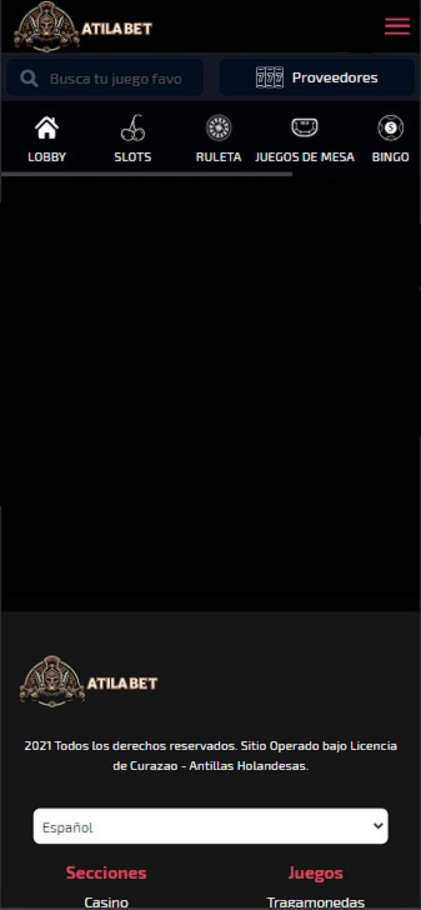 ATILABET
Busca tu juego favo
Proveedores
LOBBY
SLOTS
RULETA
JUEGOS DE MESA
BINGO
ATILABET
2021 Todos los derechos reservados. Sitio Operado bajo Licencia
de Curazao - Antillas Holandesas.
Español
Secciones
Juegos
Casino
Tragamonedas